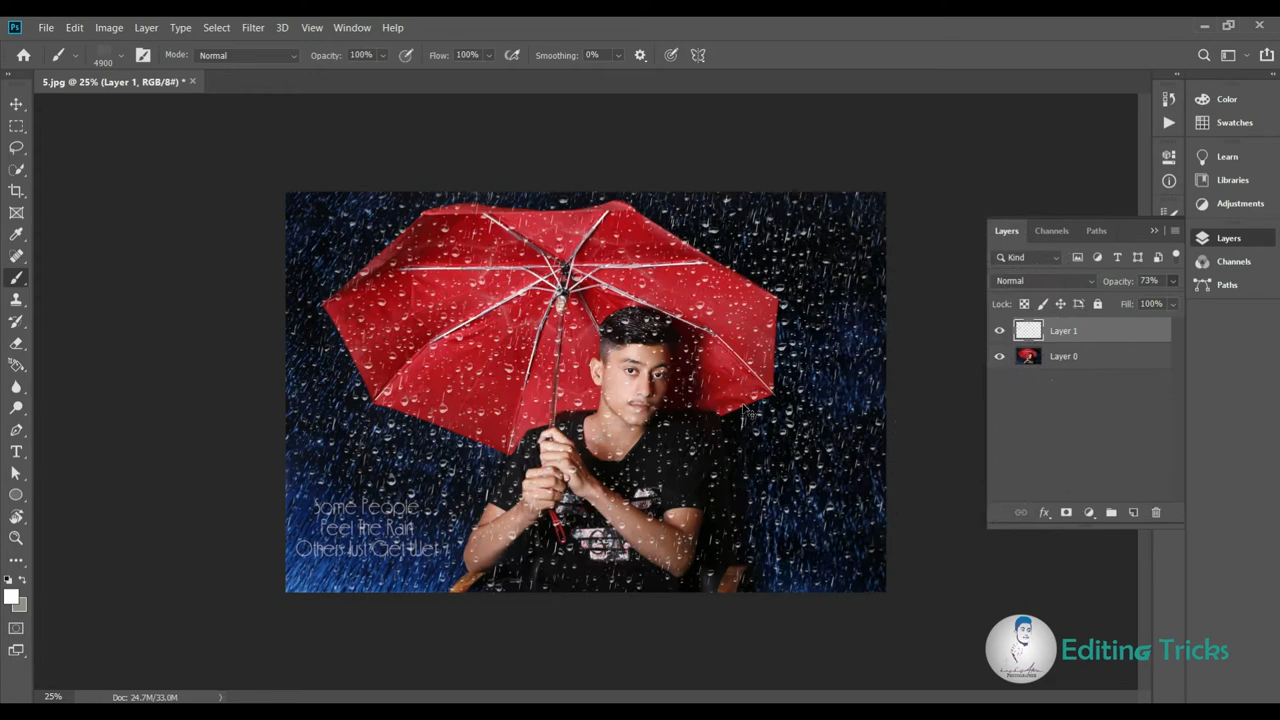 Ps File Edit Image Layer Type Select Filter 3D View Window Help
4900 Mode: Normal Opacity: 100% Flow: 100% Smoothing: 0%
5.jpg @ 25% (Layer 1, RGB/8#) *
Color
Swatches
Learn
Libraries
Adjustments
Layers
Channels
Paths
Layers Channels Paths
Kind
Normal Opacity: 73%
Lock: Fill: 100%
Layer 1
Layer 0
Some People
Feel the Rain
Others Just Get Wet
Editing Tricks
25% Doc: 24.7M/33.0M